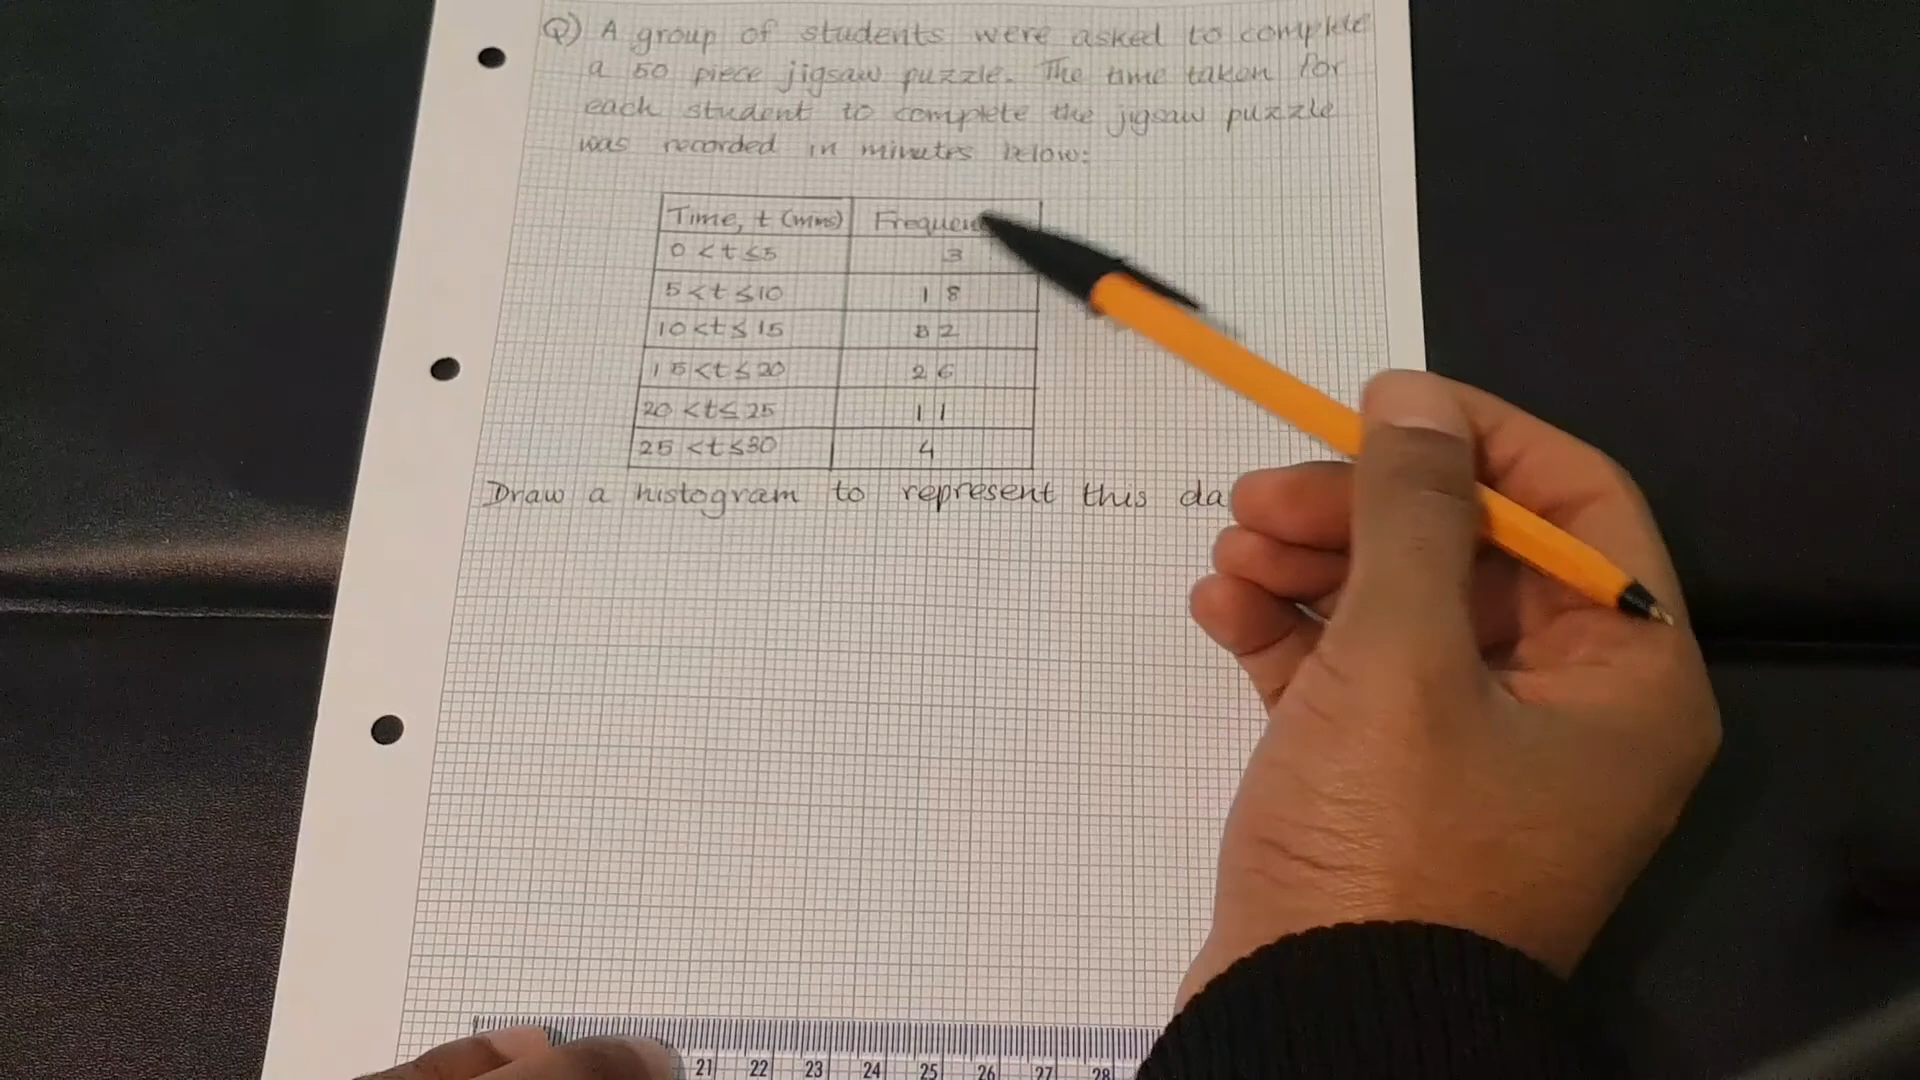 Q) A group of students were asked to complete
a 50 piece jigsaw puzzle. The time taken for
each student to complete the jigsaw puzzle
was recorded in minutes below:
Time, t (mns) Frequen
0 < t ≤ 5 3
5 < t ≤ 10 18
10 < t ≤ 15 32
15 < t ≤ 20 26
20 < t ≤ 25 11
25 < t ≤ 30 4
Draw a histogram to represent this da
21 22 23 24 25 26 27 28